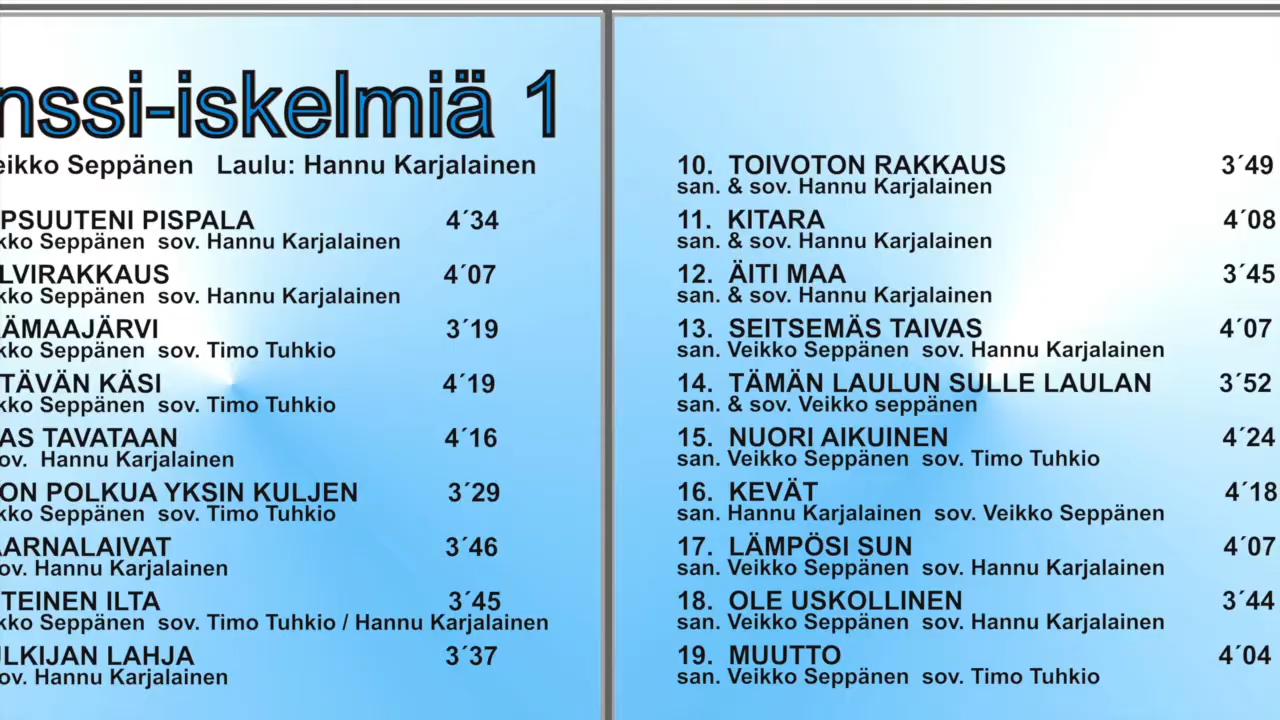 nssi-iskelmiä 1
eikko Seppänen Laulu: Hannu Karjalainen
PSUUTENI PISPALA 4´34
kko Seppänen sov. Hannu Karjalainen
LVIRAKKAUS 4´07
kko Seppänen sov. Hannu Karjalainen
ÄMAAJÄRVI 3´19
kko Seppänen sov. Timo Tuhkio
TÄVÄN KÄSI 4´19
kko Seppänen sov. Timo Tuhkio
AS TAVATAAN 4´16
ov. Hannu Karjalainen
ON POLKUA YKSIN KULJEN 3´29
kko Seppänen sov. Timo Tuhkio
AARNALAIVAT 3´46
ov. Hannu Karjalainen
TEINEN ILTA 3´45
kko Seppänen sov. Timo Tuhkio / Hannu Karjalainen
ULKIJAN LAHJA 3´37
ov. Hannu Karjalainen
10. TOIVOTON RAKKAUS 3´49
san. & sov. Hannu Karjalainen
11. KITARA 4´08
san. & sov. Hannu Karjalainen
12. ÄITI MAA 3´45
san. & sov. Hannu Karjalainen
13. SEITSEMÄS TAIVAS 4´07
san. Veikko Seppänen sov. Hannu Karjalainen
14. TÄMÄN LAULUN SULLE LAULAN 3´52
san. & sov. Veikko seppänen
15. NUORI AIKUINEN 4´24
san. Veikko Seppänen sov. Timo Tuhkio
16. KEVÄT 4´18
san. Hannu Karjalainen sov. Veikko Seppänen
17. LÄMPÖSI SUN 4´07
san. Veikko Seppänen sov. Hannu Karjalainen
18. OLE USKOLLINEN 3´44
san. Veikko Seppänen sov. Hannu Karjalainen
19. MUUTTO 4´04
san. Veikko Seppänen sov. Timo Tuhkio